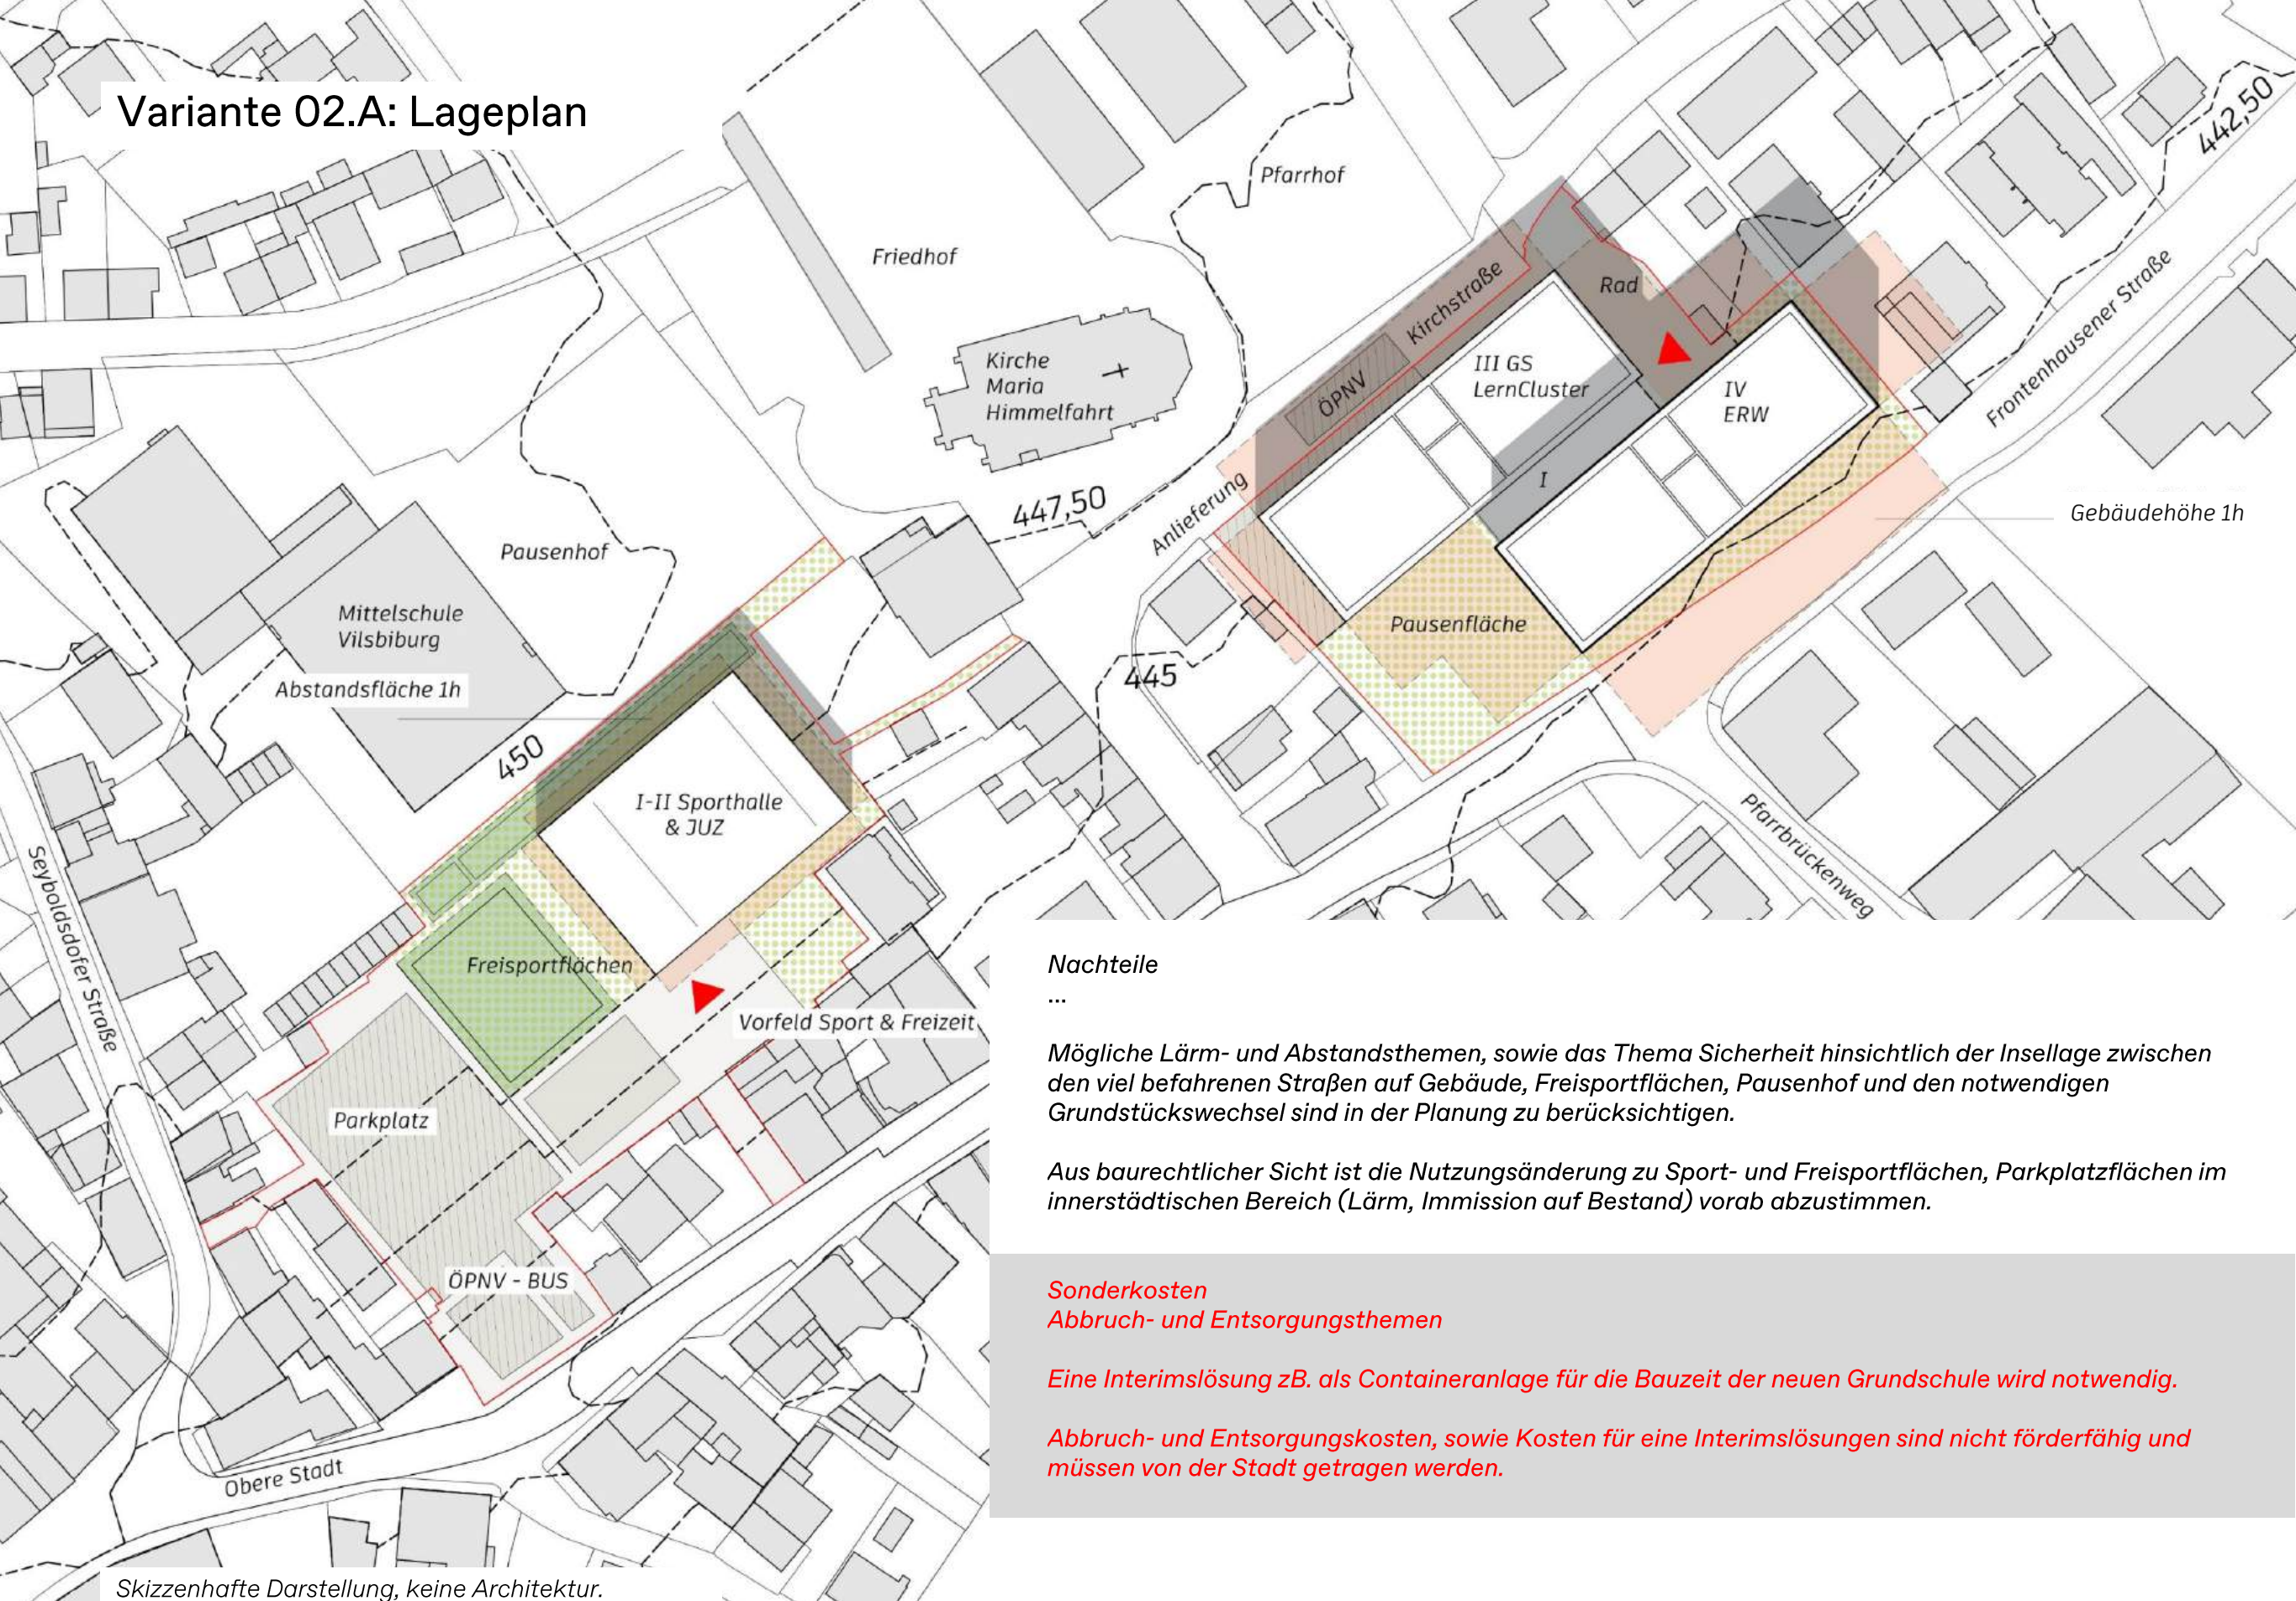 Variante 02.A: Lageplan
442,50
Pfarrhof
Friedhof
Kirchstraße
Rad
Frontenhausener Straße
Kirche
Maria
Himmelfahrt
ÖPNV
III GS
LernCluster
IV
ERW
I
447,50
Anlieferung
Gebäudehöhe 1h
Pausenhof
Mittelschule
Vilsbiburg
Pausenfläche
445
Abstandsfläche 1h
450
I-II Sporthalle
& JUZ
Pfarrbrückenweg
Seyboldsdofer Straße
Freisportflächen
Vorfeld Sport & Freizeit
Parkplatz
ÖPNV - BUS
Obere Stadt
Nachteile
...
Mögliche Lärm- und Abstandsthemen, sowie das Thema Sicherheit hinsichtlich der Insellage zwischen
den viel befahrenen Straßen auf Gebäude, Freisportflächen, Pausenhof und den notwendigen
Grundstückswechsel sind in der Planung zu berücksichtigen.
Aus baurechtlicher Sicht ist die Nutzungsänderung zu Sport- und Freisportflächen, Parkplatzflächen im
innerstädtischen Bereich (Lärm, Immission auf Bestand) vorab abzustimmen.
Sonderkosten
Abbruch- und Entsorgungsthemen
Eine Interimslösung zB. als Containeranlage für die Bauzeit der neuen Grundschule wird notwendig.
Abbruch- und Entsorgungskosten, sowie Kosten für eine Interimslösungen sind nicht förderfähig und
müssen von der Stadt getragen werden.
Skizzenhafte Darstellung, keine Architektur.